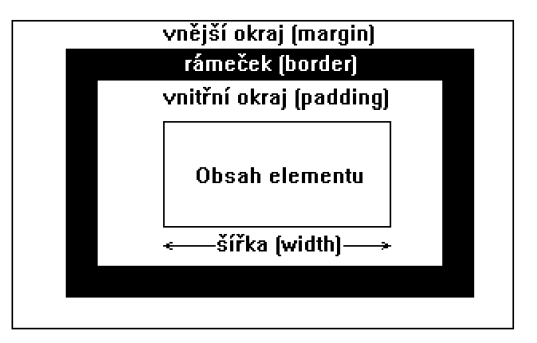 vnější okraj (margin)
rámeček (border)
vnitřní okraj (padding)
Obsah elementu
šířka (width)